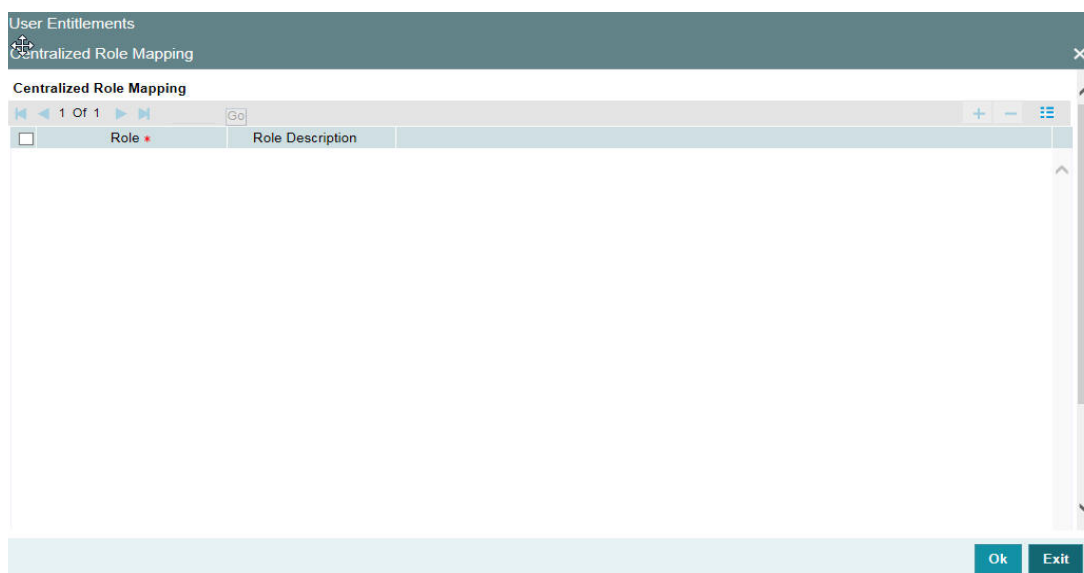 User Entitlements
Centralized Role Mapping
Centralized Role Mapping
1 Of 1 Go
Role * Role Description
Ok Exit